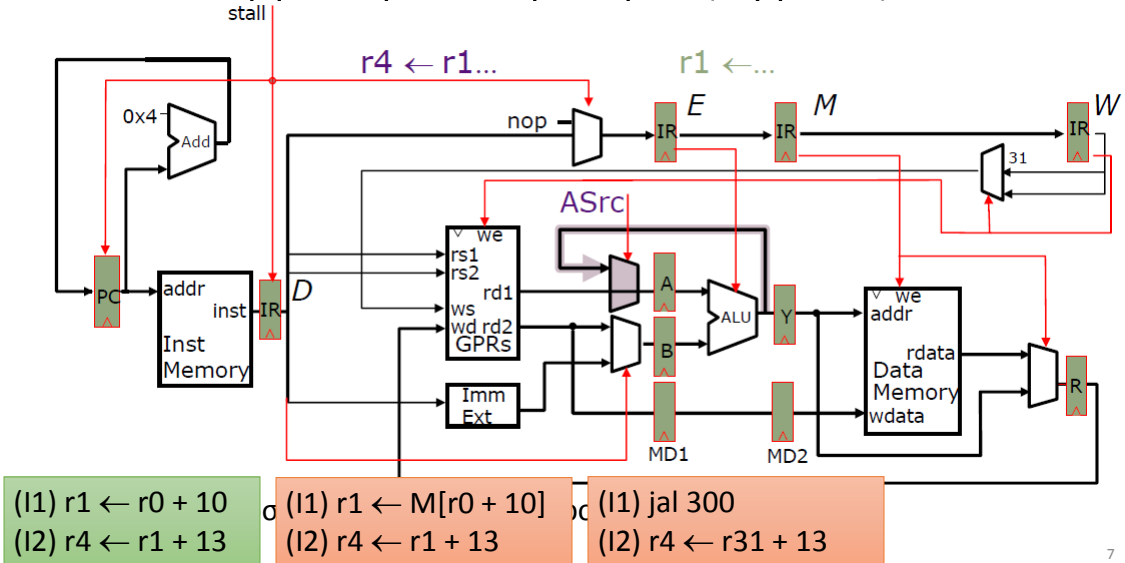 stall
r4 ← r1...
r1 ←...
0x4
Add
nop
IR
E
IR
M
IR
W
31
ASrc
we
rs1
rs2
rd1
ws
wd rd2
GPRs
A
B
ALU
Y
we
addr
rdata
Data
Memory
wdata
R
PC
addr
inst
Inst
Memory
IR
D
Imm
Ext
MD1
MD2
(I1) r1 ← r0 + 10
(I2) r4 ← r1 + 13
(I1) r1 ← M[r0 + 10]
(I2) r4 ← r1 + 13
(I1) jal 300
(I2) r4 ← r31 + 13
7